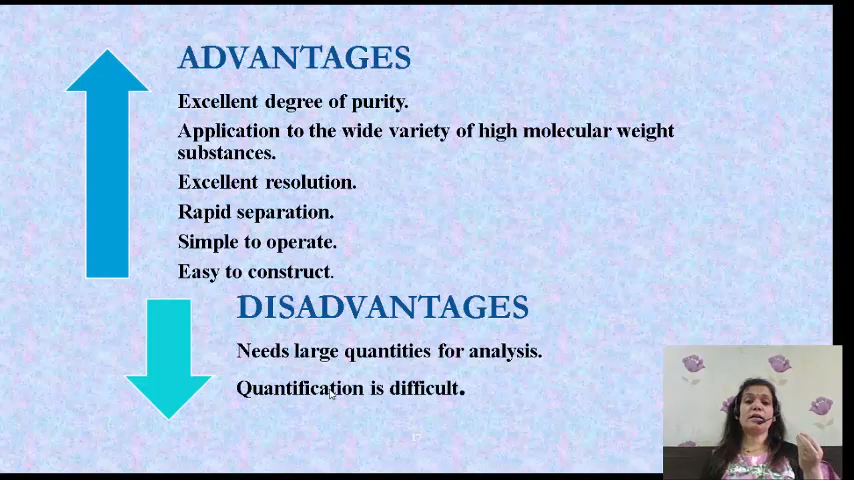 ADVANTAGES
Excellent degree of purity.
Application to the wide variety of high molecular weight
substances.
Excellent resolution.
Rapid separation.
Simple to operate.
Easy to construct.
DISADVANTAGES
Needs large quantities for analysis.
Quantification is difficult.
17